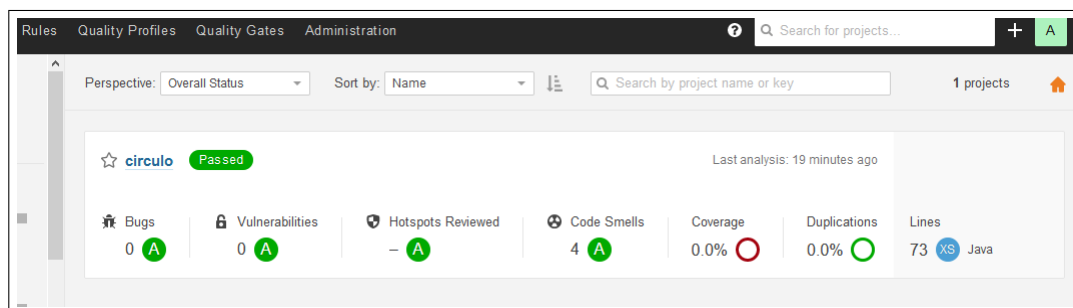 Rules Quality Profiles Quality Gates Administration ? Search for projects... + A
Perspective: Overall Status Sort by: Name Search by project name or key 1 projects
circulo Passed Last analysis: 19 minutes ago
Bugs Vulnerabilities Hotspots Reviewed Code Smells Coverage Duplications Lines
0 A 0 A – A 4 A 0.0% 0.0% 73 XS Java